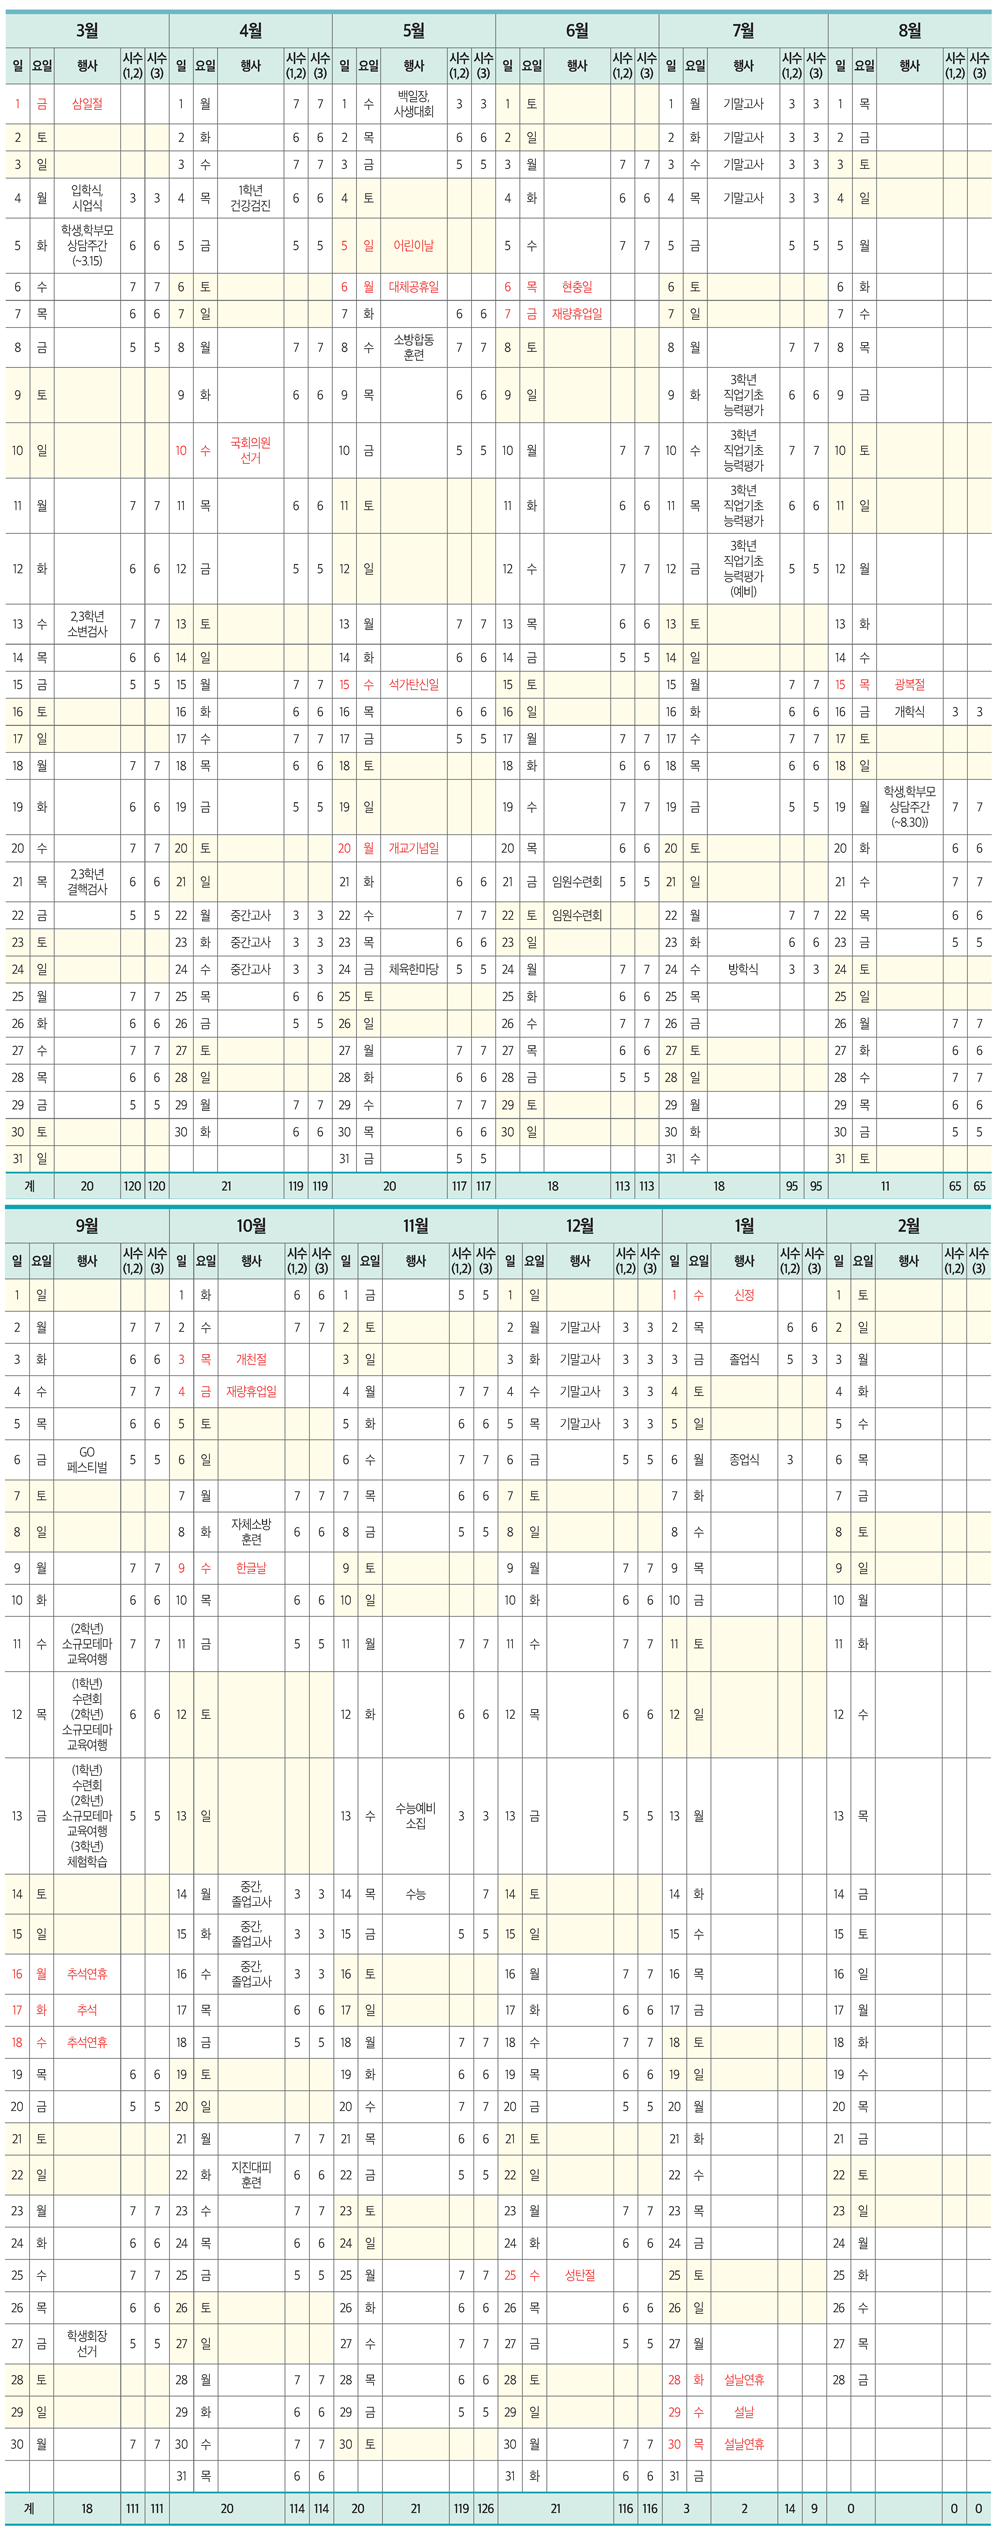 3월 4월 5월 6월 7월 8월
일 요일 행사 시수(1,2) 시수(3) 일 요일 행사 시수(1,2) 시수(3) 일 요일 행사 시수(1,2) 시수(3) 일 요일 행사 시수(1,2) 시수(3) 일 요일 행사 시수(1,2) 시수(3) 일 요일 행사 시수(1,2) 시수(3)
1 금 삼일절 1 월 7 7 1 수 백일장, 사생대회 3 3 1 토 1 월 기말고사 3 3 1 목
2 토 2 화 6 6 2 목 6 6 2 일 2 화 기말고사 3 3 2 금
3 일 3 수 7 7 3 금 5 5 3 월 7 7 3 수 기말고사 3 3 3 토
4 월 입학식, 시업식 3 3 4 목 1학년 건강검진 6 6 4 토 4 화 6 6 4 목 기말고사 3 3 4 일
5 화 학생,학부모 상담주간 (~3.15) 6 6 5 금 5 5 5 일 어린이날 5 수 7 7 5 금 5 5 5 월
6 수 7 7 6 토 6 월 대체공휴일 6 목 현충일 6 토 6 화
7 목 6 6 7 일 7 화 6 6 7 금 재량휴업일 7 일 7 수
8 금 5 5 8 월 7 7 8 수 소방합동 훈련 7 7 8 토 8 월 7 7 8 목
9 토 9 화 6 6 9 목 6 6 9 일 9 화 3학년 직업기초 능력평가 6 6 9 금
10 일 10 수 국회의원 선거 10 금 5 5 10 월 7 7 10 수 3학년 직업기초 능력평가 7 7 10 토
11 월 7 7 11 목 6 6 11 토 11 화 6 6 11 목 3학년 직업기초 능력평가 6 6 11 일
12 화 6 6 12 금 5 5 12 일 12 수 7 7 12 금 3학년 직업기초 능력평가 (예비) 5 5 12 월
13 수 2,3학년 소변검사 7 7 13 토 13 월 7 7 13 목 6 6 13 토 13 화
14 목 6 6 14 일 14 화 6 6 14 금 5 5 14 일 14 수
15 금 5 5 15 월 7 7 15 수 석가탄신일 15 토 15 월 7 7 15 목 광복절
16 토 16 화 6 6 16 목 6 6 16 일 16 화 6 6 16 금 개학식 3 3
17 일 17 수 7 7 17 금 5 5 17 월 7 7 17 수 7 7 17 토
18 월 7 7 18 목 6 6 18 토 18 화 6 6 18 목 6 6 18 일
19 화 6 6 19 금 5 5 19 일 19 수 7 7 19 금 5 5 19 월 학생,학부모 상담주간 (~8.30)) 7 7
20 수 7 7 20 토 20 월 개교기념일 20 목 6 6 20 토 20 화 6 6
21 목 2,3학년 결핵검사 6 6 21 일 21 화 6 6 21 금 임원수련회 5 5 21 일 21 수 7 7
22 금 5 5 22 월 중간고사 3 3 22 수 7 7 22 토 임원수련회 22 월 7 7 22 목 6 6
23 토 23 화 중간고사 3 3 23 목 6 6 23 일 23 화 6 6 23 금 5 5
24 일 24 수 중간고사 3 3 24 금 체육한마당 5 5 24 월 7 7 24 수 방학식 3 3 24 토
25 월 7 7 25 목 6 6 25 토 25 화 6 6 25 목 25 일
26 화 6 6 26 금 5 5 26 일 26 수 7 7 26 금 26 월 7 7
27 수 7 7 27 토 27 월 7 7 27 목 6 6 27 토 27 화 6 6
28 목 6 6 28 일 28 화 6 6 28 금 5 5 28 일 28 수 7 7
29 금 5 5 29 월 7 7 29 수 7 7 29 토 29 월 29 목 6 6
30 토 30 화 6 6 30 목 6 6 30 일 30 화 30 금 5 5
31 일 31 금 5 5 31 수 31 토
계 20 120 120 21 119 119 20 117 117 18 113 113 18 95 95 11 65 65
9월 10월 11월 12월 1월 2월
일 요일 행사 시수(1,2) 시수(3) 일 요일 행사 시수(1,2) 시수(3) 일 요일 행사 시수(1,2) 시수(3) 일 요일 행사 시수(1,2) 시수(3) 일 요일 행사 시수(1,2) 시수(3) 일 요일 행사 시수(1,2) 시수(3)
1 일 1 화 6 6 1 금 5 5 1 일 1 수 신정 1 토
2 월 7 7 2 수 7 7 2 토 2 월 기말고사 3 3 2 목 6 6 2 일
3 화 6 6 3 목 개천절 3 일 3 화 기말고사 3 3 3 금 졸업식 5 3 3 월
4 수 7 7 4 금 재량휴업일 4 월 7 7 4 수 기말고사 3 3 4 토 4 화
5 목 6 6 5 토 5 화 6 6 5 목 기말고사 3 3 5 일 5 수
6 금 GO 페스티벌 5 5 6 일 6 수 7 7 6 금 5 5 6 월 종업식 3 6 목
7 토 7 월 7 7 7 목 6 6 7 토 7 화 7 금
8 일 8 화 자체소방 훈련 6 6 8 금 5 5 8 일 8 수 8 토
9 월 7 7 9 수 한글날 9 토 9 월 7 7 9 목 9 일
10 화 6 6 10 목 6 6 10 일 10 화 6 6 10 금 10 월
11 수 (2학년) 소규모테마 교육여행 7 7 11 금 5 5 11 월 7 7 11 수 7 7 11 토 11 화
12 목 (1학년) 수련회 (2학년) 소규모테마 교육여행 6 6 12 토 12 화 6 6 12 목 6 6 12 일 12 수
13 금 (1학년) 수련회 (2학년) 소규모테마 교육여행 (3학년) 체험학습 5 5 13 일 13 수 수능예비 소집 3 3 13 금 5 5 13 월 13 목
14 토 14 월 중간, 졸업고사 3 3 14 목 수능 7 14 토 14 화 14 금
15 일 15 화 중간, 졸업고사 3 3 15 금 5 5 15 일 15 수 15 토
16 월 추석연휴 16 수 중간, 졸업고사 3 3 16 토 16 월 7 7 16 목 16 일
17 화 추석 17 목 6 6 17 일 17 화 6 6 17 금 17 월
18 수 추석연휴 18 금 5 5 18 월 7 7 18 수 7 7 18 토 18 화
19 목 6 6 19 토 19 화 6 6 19 목 6 6 19 일 19 수
20 금 5 5 20 일 20 수 7 7 20 금 5 5 20 월 20 목
21 토 21 월 7 7 21 목 6 6 21 토 21 화 21 금
22 일 22 화 지진대피 훈련 6 6 22 금 5 5 22 일 22 수 22 토
23 월 7 7 23 수 7 7 23 토 23 월 7 7 23 목 23 일
24 화 6 6 24 목 6 6 24 일 24 화 6 6 24 금 24 월
25 수 7 7 25 금 5 5 25 월 7 7 25 수 성탄절 25 토 25 화
26 목 6 6 26 토 26 화 6 6 26 목 6 6 26 일 26 수
27 금 학생회장 선거 5 5 27 일 27 수 7 7 27 금 5 5 27 월 27 목
28 토 28 월 7 7 28 목 6 6 28 토 28 화 설날연휴 28 금
29 일 29 화 6 6 29 금 5 5 29 일 29 수 설날
30 월 7 7 30 수 7 7 30 토 30 월 7 7 30 목 설날연휴
31 목 6 6 31 화 6 6 31 금
계 18 111 111 20 114 114 20 21 119 126 21 116 116 3 2 14 9 0 0 0